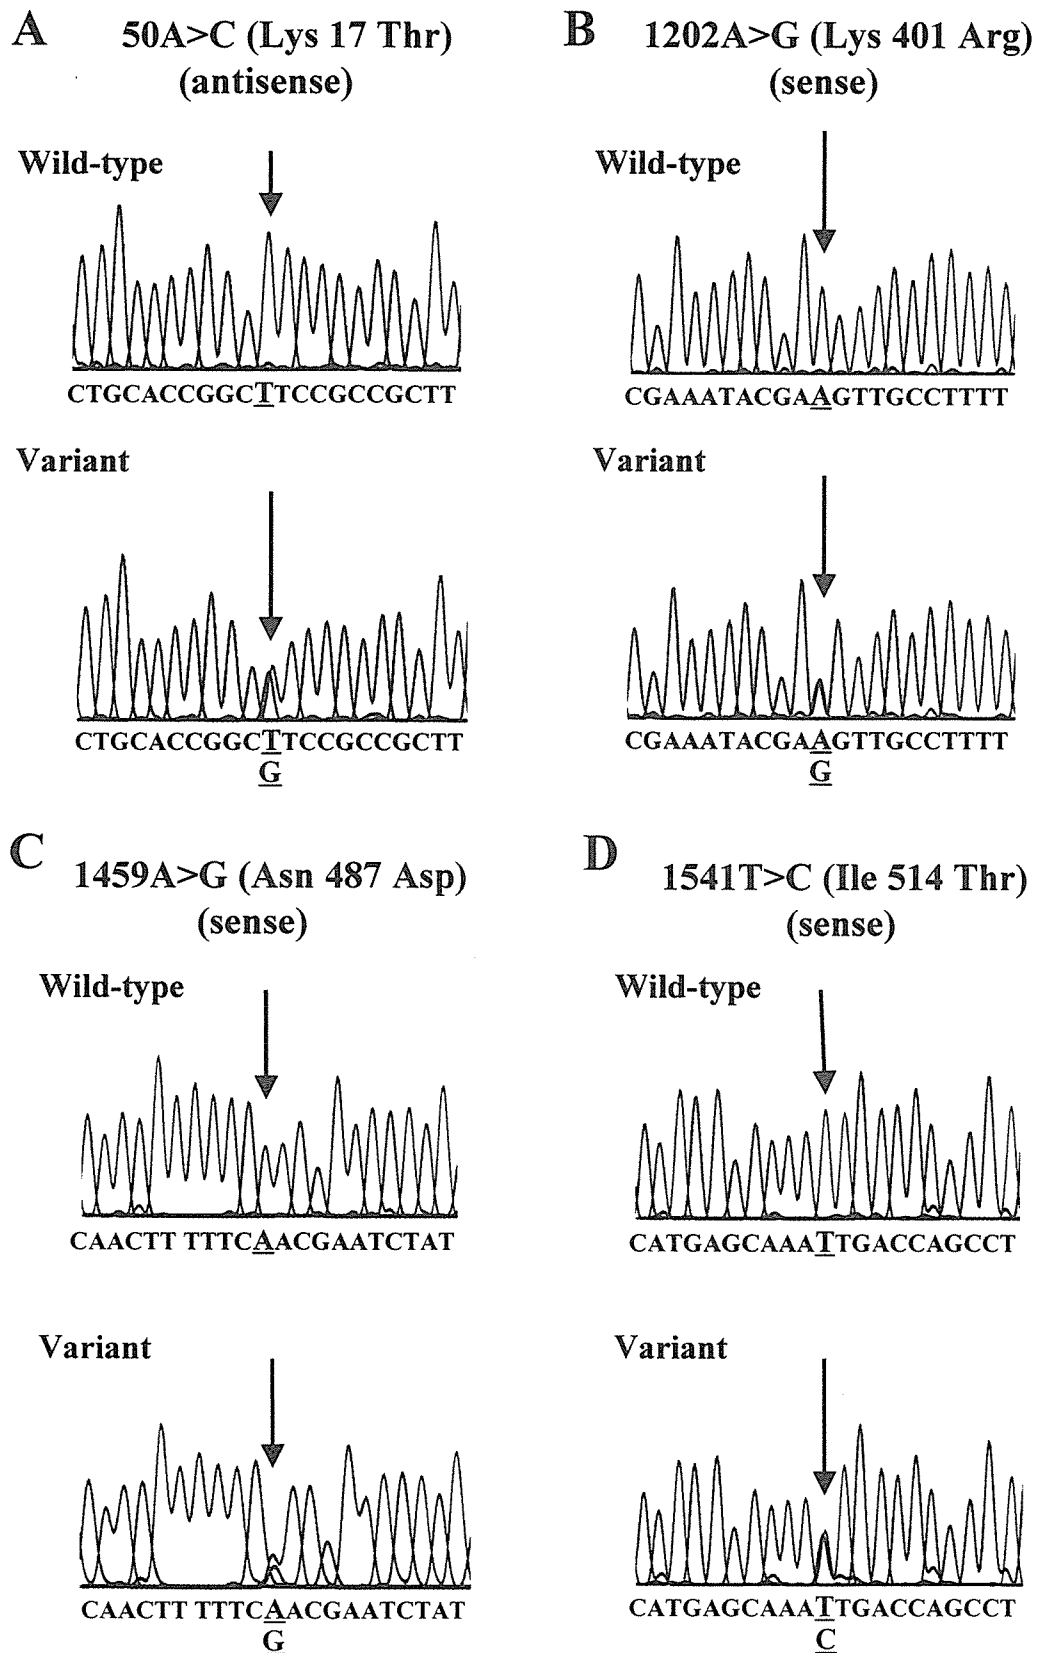 A
50A>C (Lys 17 Thr)
(antisense)
Wild-type
CTGCACCGGCTTCCGCCGCTT
Variant
CTGCACCGGCTTCCGCCGCTT
G
B
1202A>G (Lys 401 Arg)
(sense)
Wild-type
CGAAATACGAAGTTGCCTTTT
Variant
CGAAATACGAAGTTGCCTTTT
G
C
1459A>G (Asn 487 Asp)
(sense)
Wild-type
CAACTT TTTCAACGAATCTAT
Variant
CAACTT TTTCAACGAATCTAT
G
D
1541T>C (Ile 514 Thr)
(sense)
Wild-type
CATGAGCAAATTGACCAGCCT
Variant
CATGAGCAAATTGACCAGCCT
C